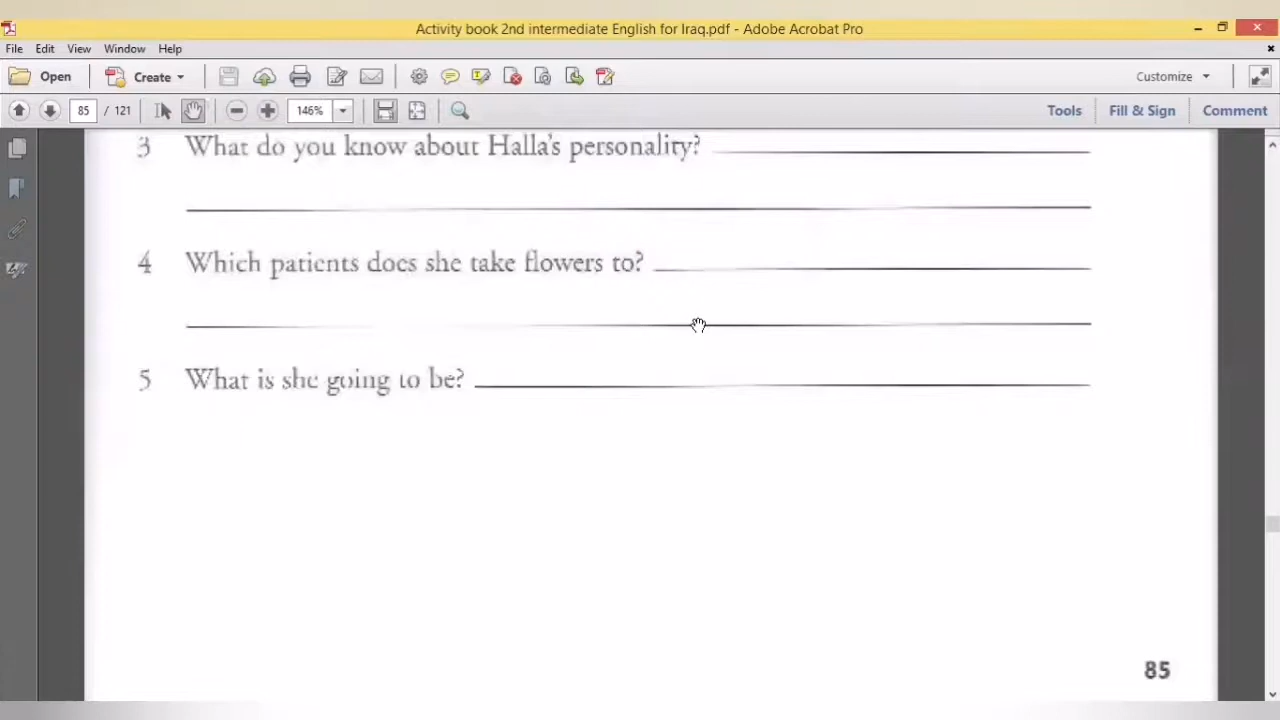 Activity book 2nd intermediate English for Iraq.pdf - Adobe Acrobat Pro
File Edit View Window Help
Open Create Customize
85 / 121 146% Tools Fill & Sign Comment
3 What do you know about Halla's personality?
4 Which patients does she take flowers to?
5 What is she going to be?
85